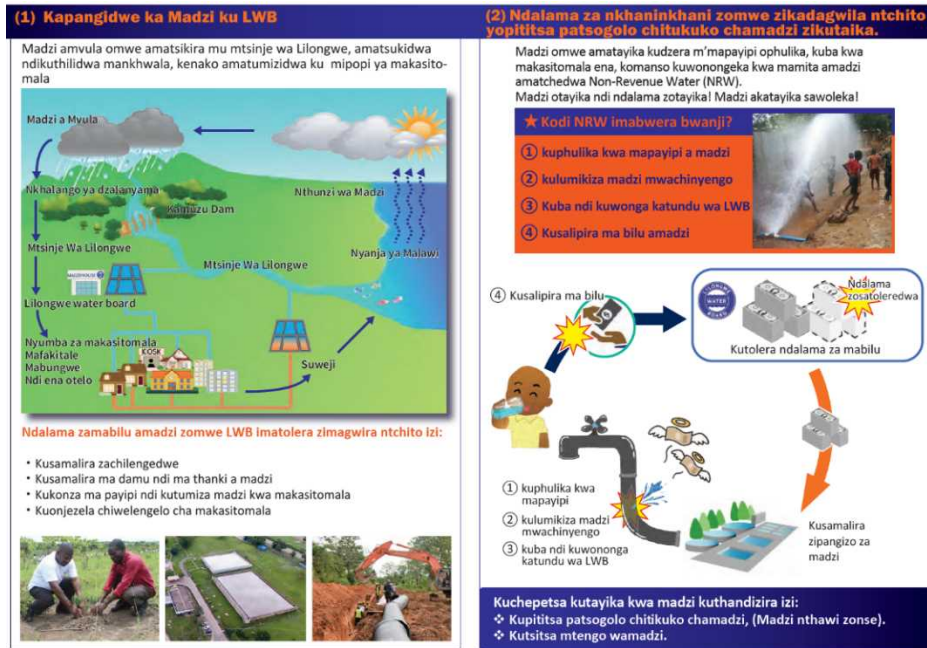 (1) Kapangidwe ka Madzi ku LWB
Madzi amvula omwe amatsikira mu mtsinje wa Lilongwe, amatsukidwa
ndikuthilidwa mankhwala, kenako amatumizidwa ku mipopi ya makasito-
mala
Madzi a Mvula
Nkhalango ya dzalanyama
Kamuzu Dam
Nthunzi wa Madzi
Mtsinje Wa Lilongwe
Mtsinje Wa Lilongwe
Nyanja ya Malawi
Lilongwe water board
Nyumba za makasitomala
Mafakitale
Mabungwe
Ndi ena otelo
KIOSK
Suweji
Ndalama zamabilu amadzi zomwe LWB imatolera zimagwira ntchito izi:
• Kusamalira zachilengedwe
• Kusamalira ma damu ndi ma thanki a madzi
• Kukonza ma payipi ndi kutumiza madzi kwa makasitomala
• Kuonjezela chiwelengelo cha makasitomala
(2) Ndalama za nkhaninkhani zomwe zikadagwila ntchito
yopititsa patsogolo chitukuko chamadzi zikutaika.
Madzi omwe amatayika kudzera m'mapayipi ophulika, kuba kwa
makasitomala ena, komanso kuwonongeka kwa mamita amadzi
amatchedwa Non-Revenue Water (NRW).
Madzi otayika ndi ndalama zotayika! Madzi akatayika sawoleka!
★ Kodi NRW imabwera bwanji?
① kuphulika kwa mapayipi a madzi
② kulumikiza madzi mwachinyengo
③ Kuba ndi kuwonga katundu wa LWB
④ Kusalipira ma bilu amadzi
④ Kusalipira ma bilu
LILONGWE WATER BOARD
Ndalama
zosatoleredwa
Kutolera ndalama za mabilu
① kuphulika kwa
mapayipi
② kulumikiza madzi
mwachinyengo
③ kuba ndi kuwononga
katundu wa LWB
Kusamalira
zipangizo za
madzi
Kuchepetsa kutayika kwa madzi kuthandizira izi:
❖ Kupititsa patsogolo chitikuko chamadzi, (Madzi nthawi zonse).
❖ Kutsitsa mtengo wamadzi.